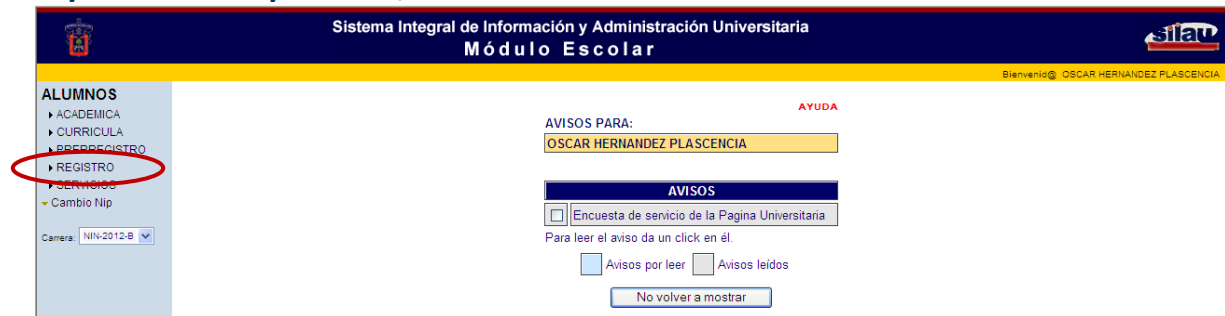 Sistema Integral de Información y Administración Universitaria
Módulo Escolar
siiau
Bienvenid@ OSCAR HERNANDEZ PLASCENCIA
ALUMNOS
ACADEMICA
CURRICULA
PREREGISTRO
REGISTRO
SERVICIOS
Cambio Nip
Carrera: NIN-2012-B
AYUDA
AVISOS PARA:
OSCAR HERNANDEZ PLASCENCIA
AVISOS
Encuesta de servicio de la Pagina Universitaria
Para leer el aviso da un click en él.
Avisos por leer Avisos leídos
No volver a mostrar